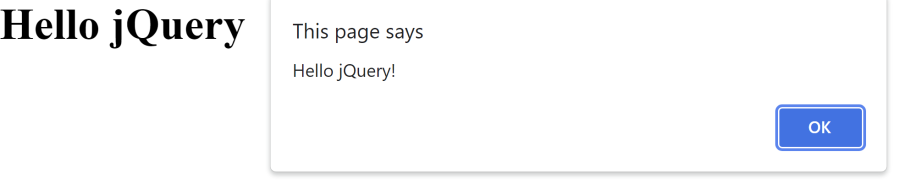 Hello jQuery
This page says
Hello jQuery!
OK